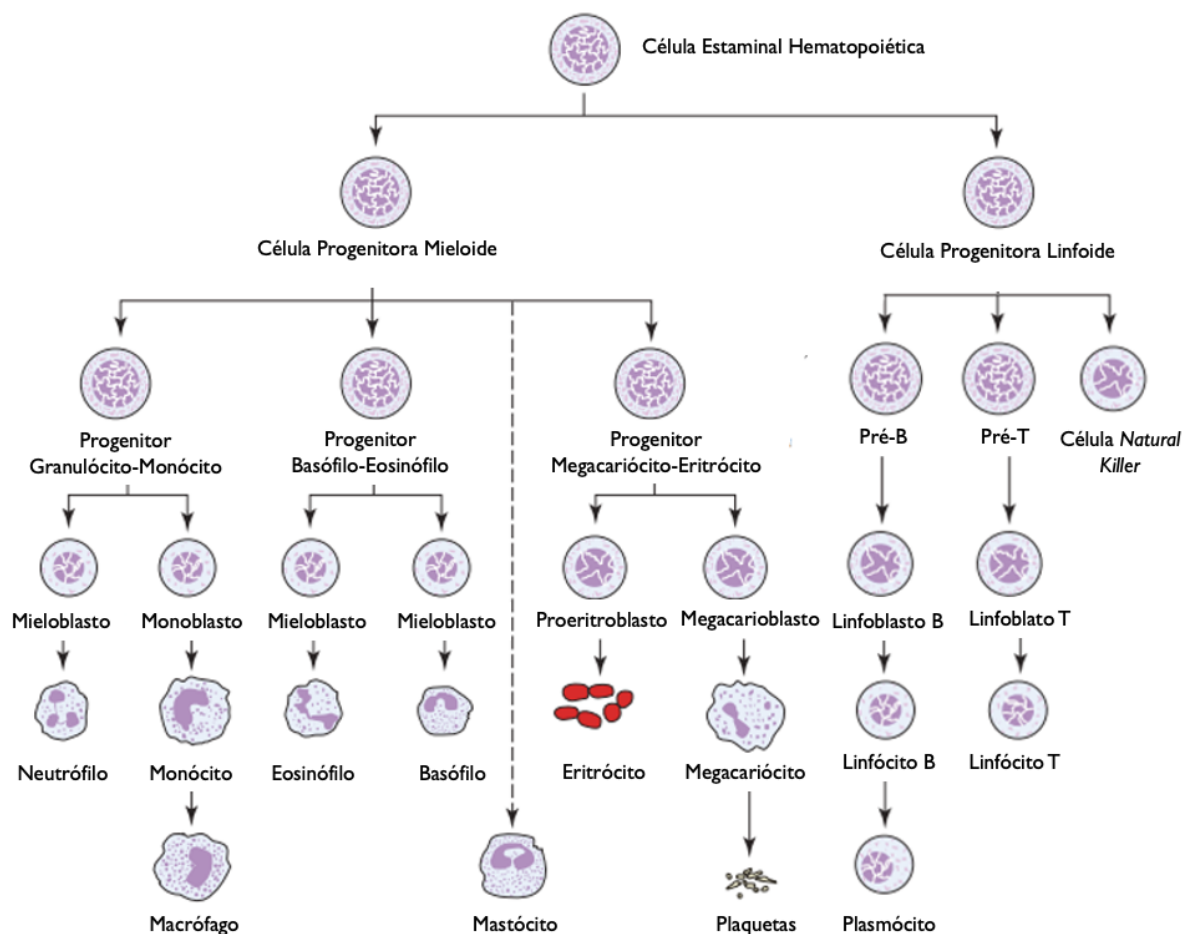 Célula Estaminal Hematopoiética
Célula Progenitora Mieloide
Célula Progenitora Linfoide
Progenitor
Granulócito-Monócito
Progenitor
Basófilo-Eosinófilo
Progenitor
Megacariócito-Eritrócito
Pré-B
Pré-T
Célula Natural
Killer
Mieloblasto
Monoblasto
Mieloblasto
Mieloblasto
Proeritroblasto
Megacarioblasto
Linfoblasto B
Linfoblato T
Neutrófilo
Monócito
Eosinófilo
Basófilo
Eritrócito
Megacariócito
Linfócito B
Linfócito T
Macrófago
Mastócito
Plaquetas
Plasmócito